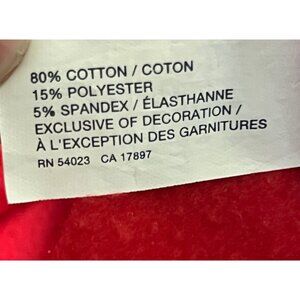 80% COTTON / COTON
15% POLYESTER
5% SPANDEX / ÉLASTHANNE
EXCLUSIVE OF DECORATION /
À L'EXCEPTION DES GARNITURES
RN 54023 CA 17897